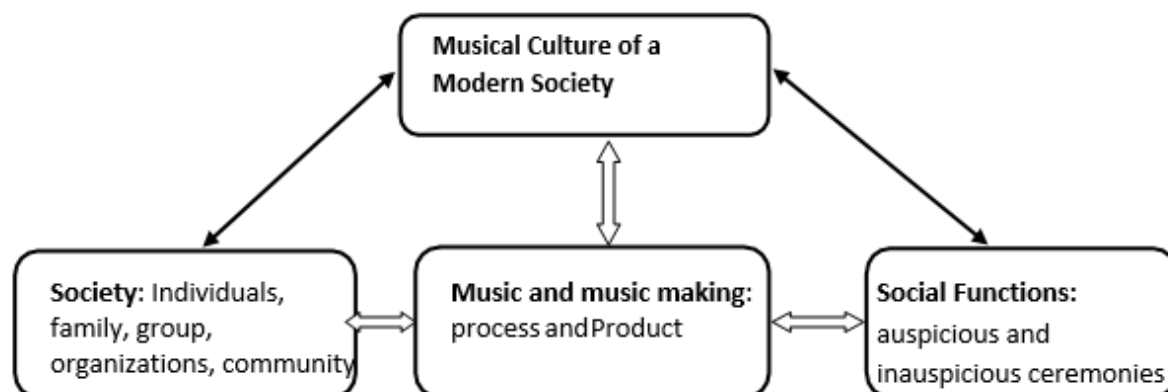 Musical Culture of a
Modern Society
Society: Individuals,
family, group,
organizations, community
Music and music making:
process and Product
Social Functions:
auspicious and
inauspicious ceremonies